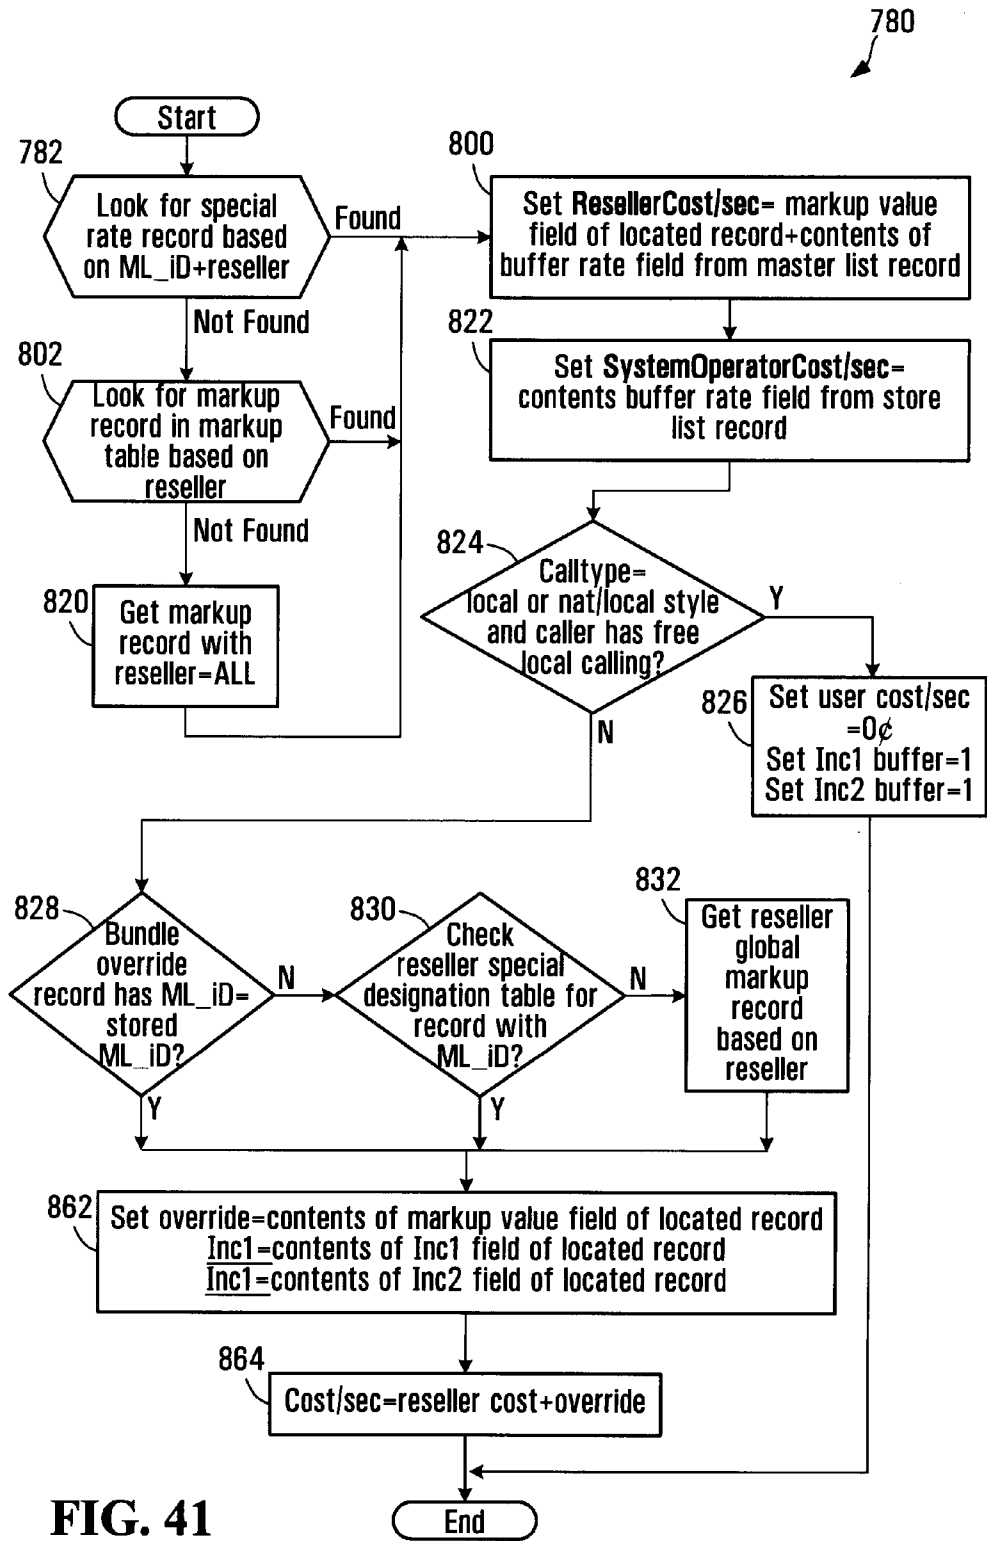 780
Start
782
Look for special
rate record based
on ML_iD+reseller
Found
Not Found
802
Look for markup
record in markup
table based on
reseller
Found
Not Found
820
Get markup
record with
reseller=ALL
800
Set ResellerCost/sec= markup value
field of located record+contents of
buffer rate field from master list record
822
Set SystemOperatorCost/sec=
contents buffer rate field from store
list record
824
Calltype=
local or nat/local style
and caller has free
local calling?
Y
N
826
Set user cost/sec
=0¢
Set Inc1 buffer=1
Set Inc2 buffer=1
828
Bundle
override
record has ML_iD=
stored
ML_iD?
N
Y
830
Check
reseller special
designation table for
record with
ML_iD?
N
Y
832
Get reseller
global
markup
record
based on
reseller
862
Set override=contents of markup value field of located record
Inc1=contents of Inc1 field of located record
Inc1=contents of Inc2 field of located record
864
Cost/sec=reseller cost+override
End
FIG. 41